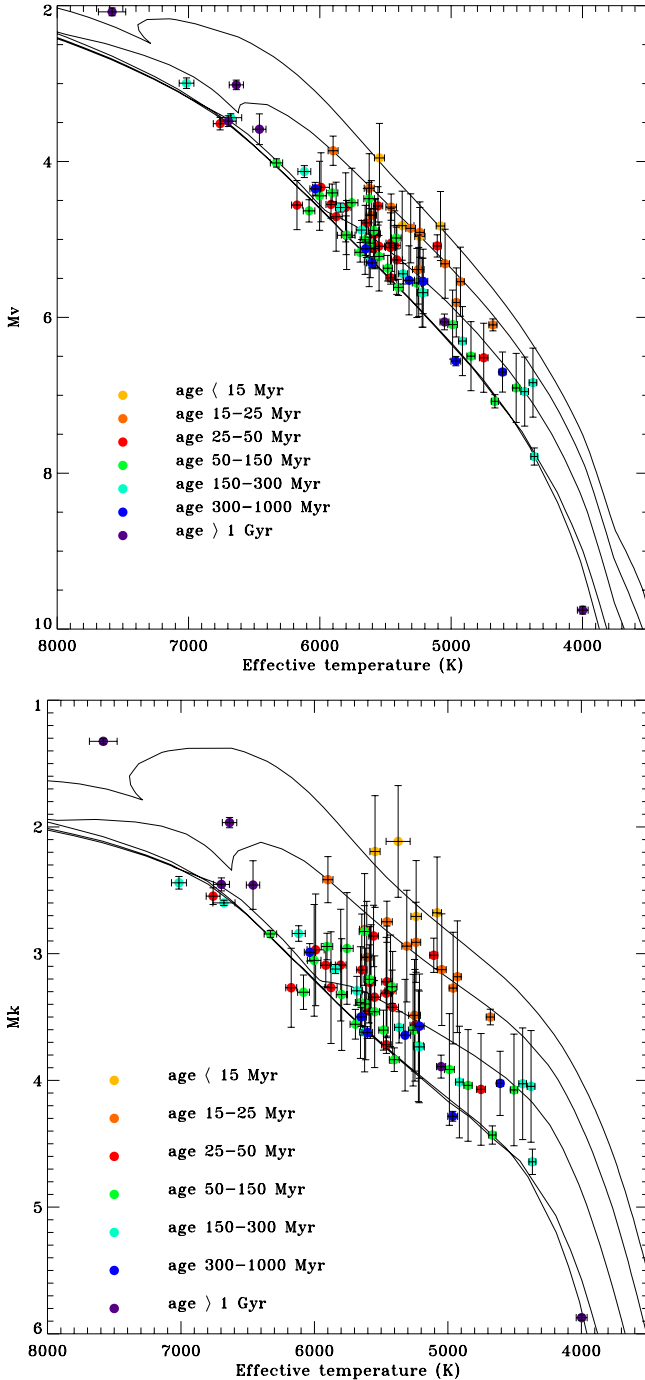 2
4
6
8
10
Mv
age ⟨ 15 Myr
age 15−25 Myr
age 25−50 Myr
age 50−150 Myr
age 150−300 Myr
age 300−1000 Myr
age ⟩ 1 Gyr
8000 7000 6000 5000 4000
Effective temperature (K)
1
2
3
4
5
6
Mk
age ⟨ 15 Myr
age 15−25 Myr
age 25−50 Myr
age 50−150 Myr
age 150−300 Myr
age 300−1000 Myr
age ⟩ 1 Gyr
8000 7000 6000 5000 4000
Effective temperature (K)